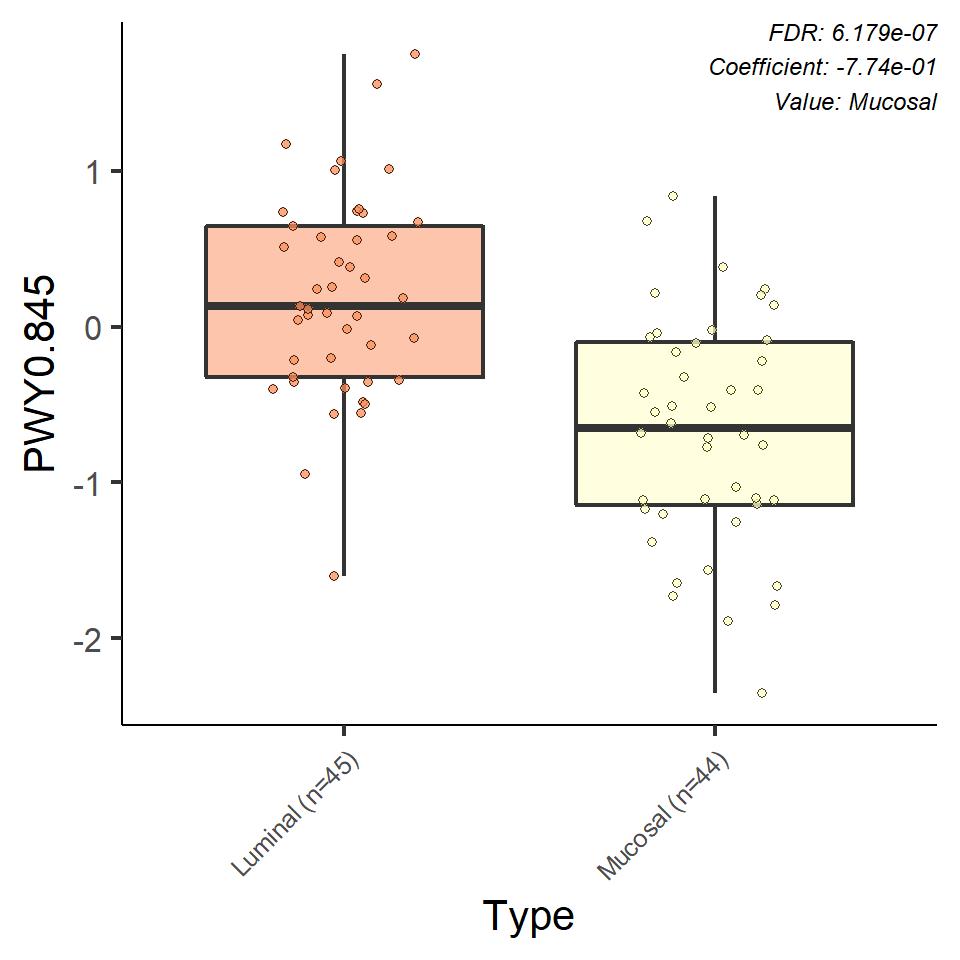 FDR: 6.179e-07
Coefficient: -7.74e-01
Value: Mucosal
PWY0.845
1
0
-1
-2
Luminal (n=45)
Mucosal (n=44)
Type